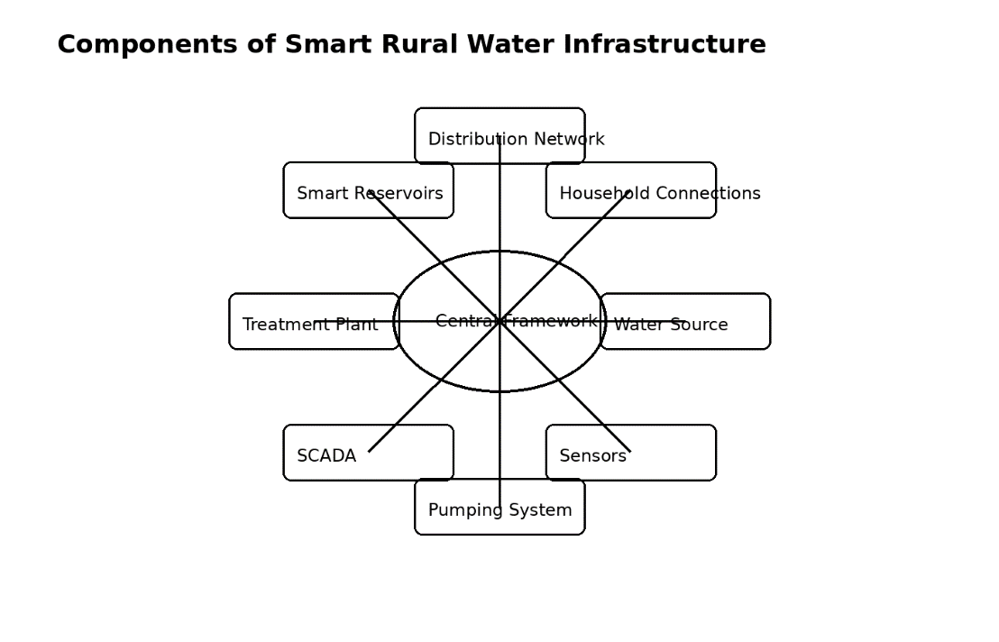 Components of Smart Rural Water Infrastructure
Distribution Network
Smart Reservoirs
Household Connections
Treatment Plant
Central Framework
Water Source
SCADA
Sensors
Pumping System